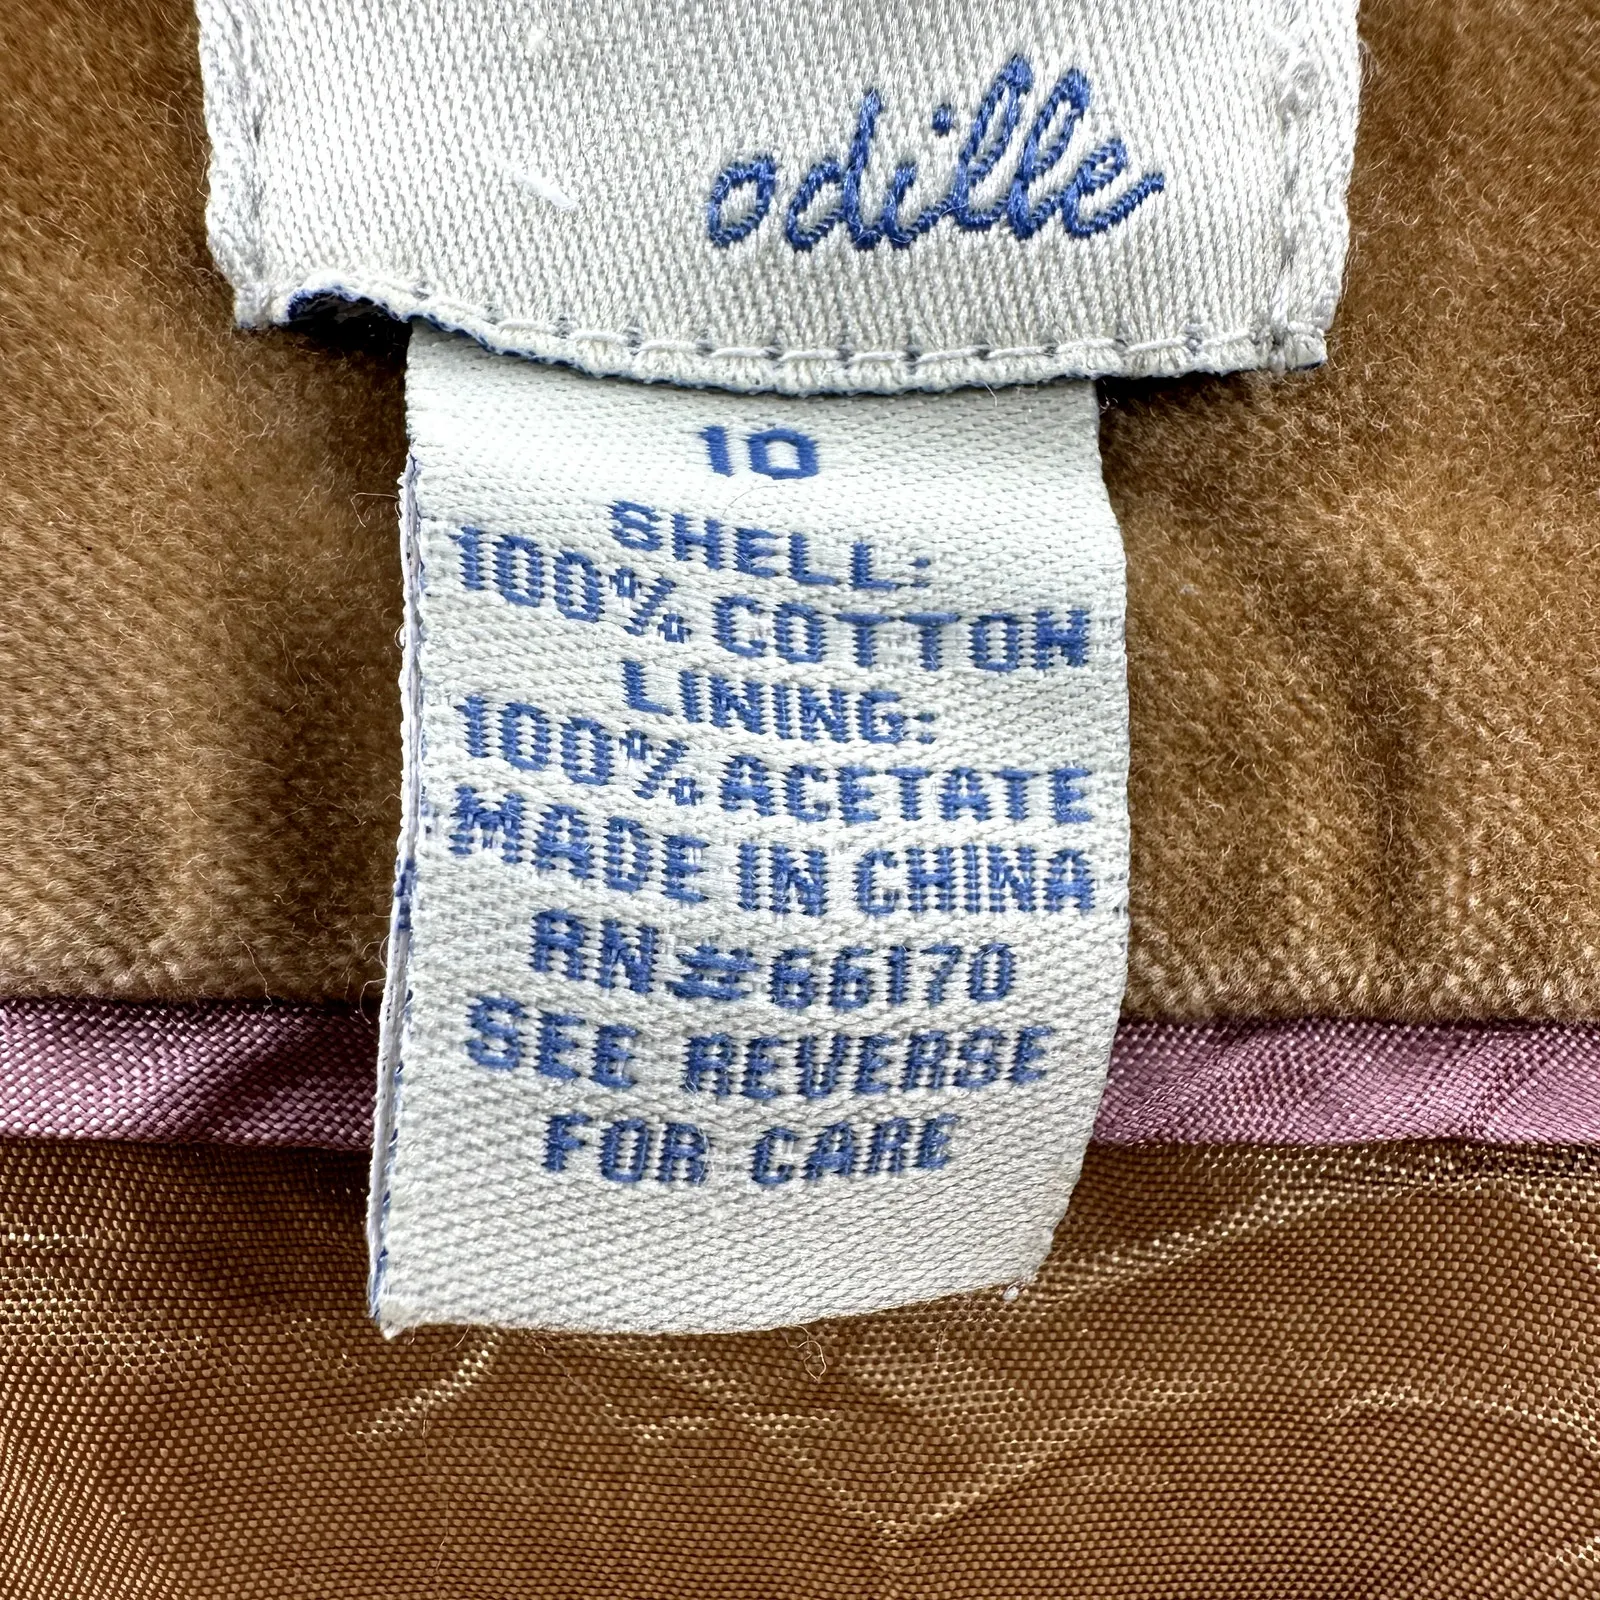 odille
10
SHELL:
100% COTTON
LINING:
100% ACETATE
MADE IN CHINA
RN#66170
SEE REVERSE
FOR CARE